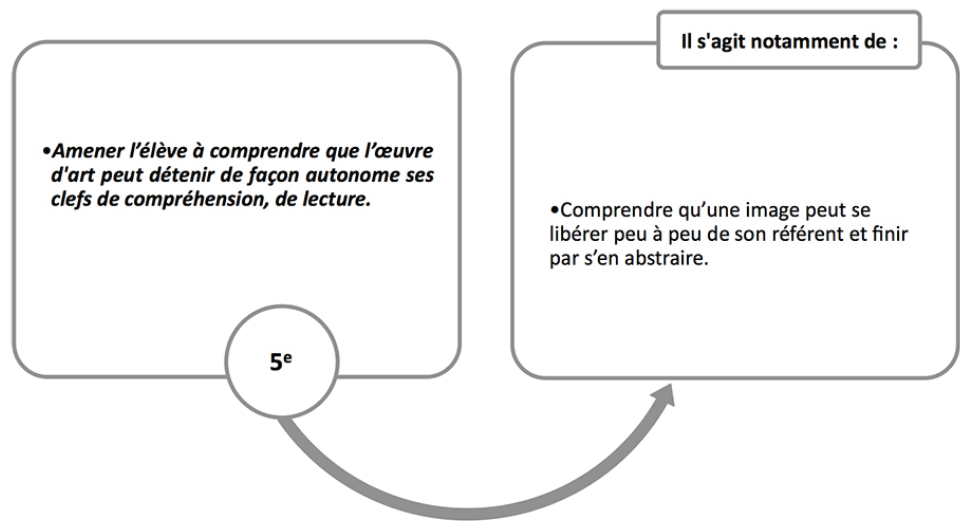 •Amener l’élève à comprendre que l’œuvre
d'art peut détenir de façon autonome ses
clefs de compréhension, de lecture.
5e
Il s'agit notamment de :
•Comprendre qu’une image peut se
libérer peu à peu de son référent et finir
par s’en abstraire.